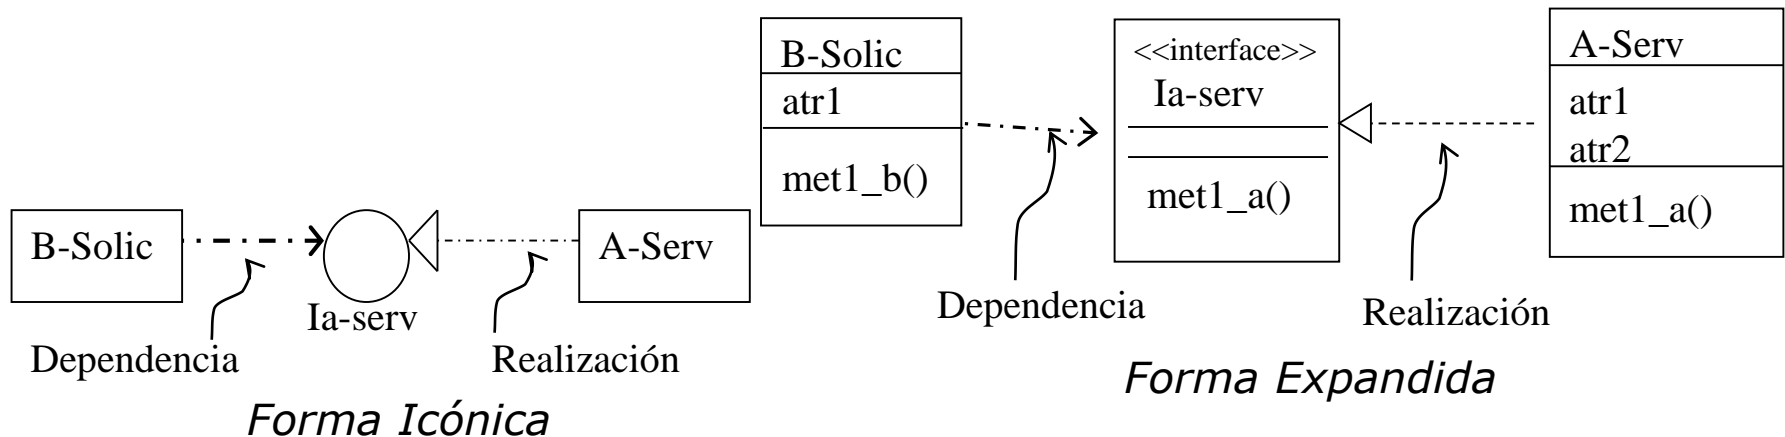 B-Solic
Ia-serv
A-Serv
Dependencia
Realización
Forma Icónica
B-Solic
atr1
met1_b()
<<interface>>
Ia-serv
met1_a()
A-Serv
atr1
atr2
met1_a()
Dependencia
Realización
Forma Expandida